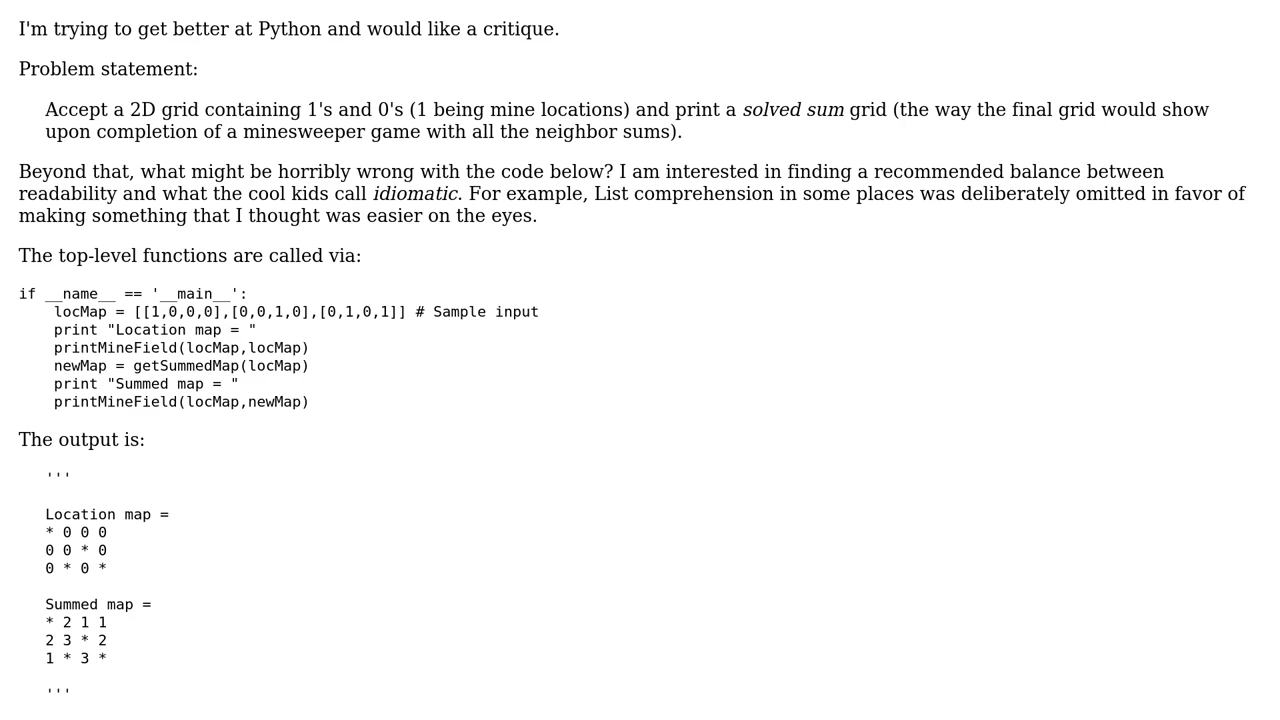 I'm trying to get better at Python and would like a critique.
Problem statement:
Accept a 2D grid containing 1's and 0's (1 being mine locations) and print a solved sum grid (the way the final grid would show
upon completion of a minesweeper game with all the neighbor sums).
Beyond that, what might be horribly wrong with the code below? I am interested in finding a recommended balance between
readability and what the cool kids call idiomatic. For example, List comprehension in some places was deliberately omitted in favor of
making something that I thought was easier on the eyes.
The top-level functions are called via:
if __name__ == '__main__':
    locMap = [[1,0,0,0],[0,0,1,0],[0,1,0,1]] # Sample input
    print "Location map = "
    printMineField(locMap,locMap)
    newMap = getSummedMap(locMap)
    print "Summed map = "
    printMineField(locMap,newMap)
The output is:
'''
Location map =
* 0 0 0
0 0 * 0
0 * 0 *
Summed map =
* 2 1 1
2 3 * 2
1 * 3 *
'''